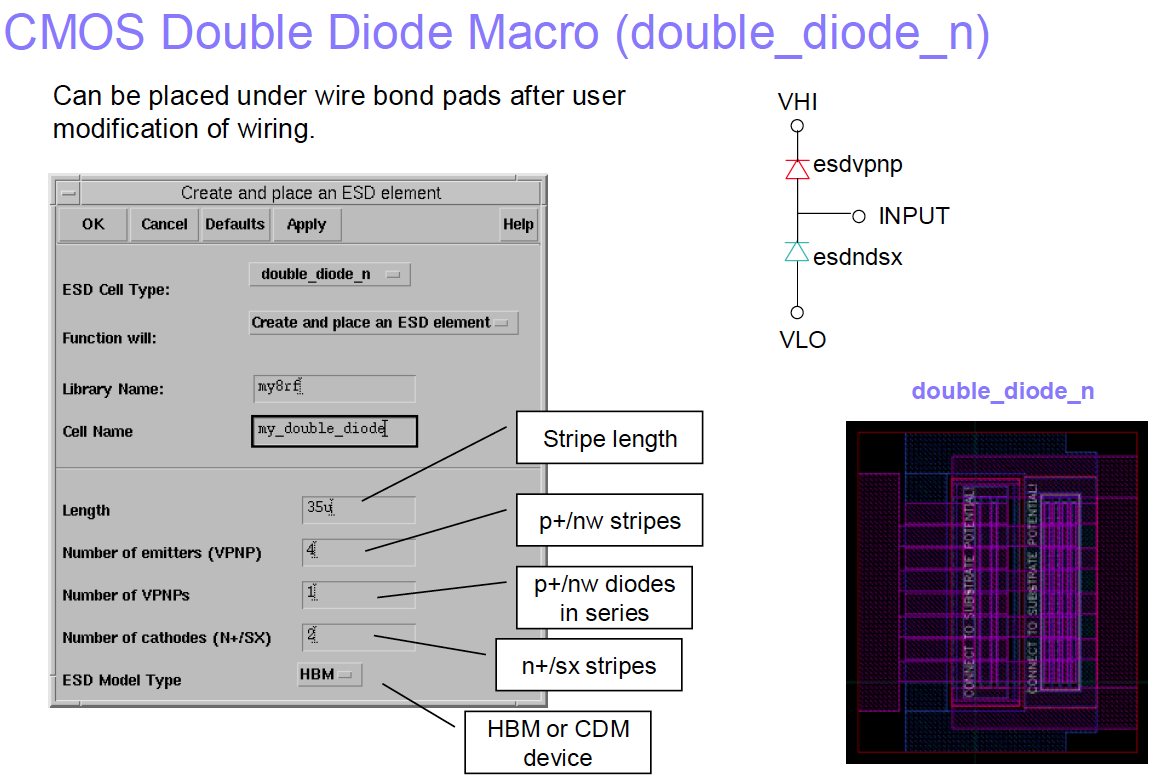 CMOS Double Diode Macro (double_diode_n)
Can be placed under wire bond pads after user
modification of wiring.
VHI
esdvpnp
INPUT
esdndsx
VLO
Create and place an ESD element
OK Cancel Defaults Apply Help
ESD Cell Type: double_diode_n
Function will: Create and place an ESD element
Library Name: my8rf
Cell Name my_double_diode
Length 35u
Number of emitters (VPNP) 4
Number of VPNPs 1
Number of cathodes (N+/SX) 2
ESD Model Type HBM
Stripe length
p+/nw stripes
p+/nw diodes
in series
n+/sx stripes
HBM or CDM
device
double_diode_n
CONNECT TO SUBSTRATE POTENTIAL!
CONNECT TO SUBSTRATE POTENTIAL!